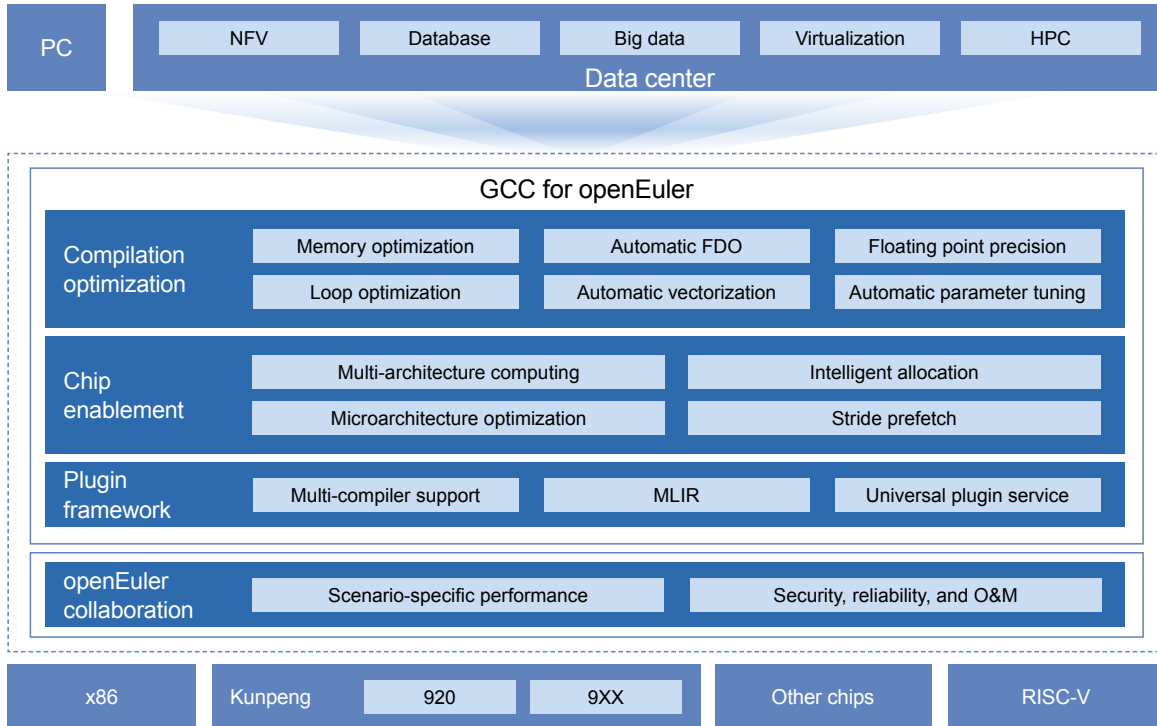 PC
NFV
Database
Big data
Virtualization
HPC
Data center
GCC for openEuler
Compilation
optimization
Memory optimization
Automatic FDO
Floating point precision
Loop optimization
Automatic vectorization
Automatic parameter tuning
Chip
enablement
Multi-architecture computing
Intelligent allocation
Microarchitecture optimization
Stride prefetch
Plugin
framework
Multi-compiler support
MLIR
Universal plugin service
openEuler
collaboration
Scenario-specific performance
Security, reliability, and O&M
x86
Kunpeng
920
9XX
Other chips
RISC-V